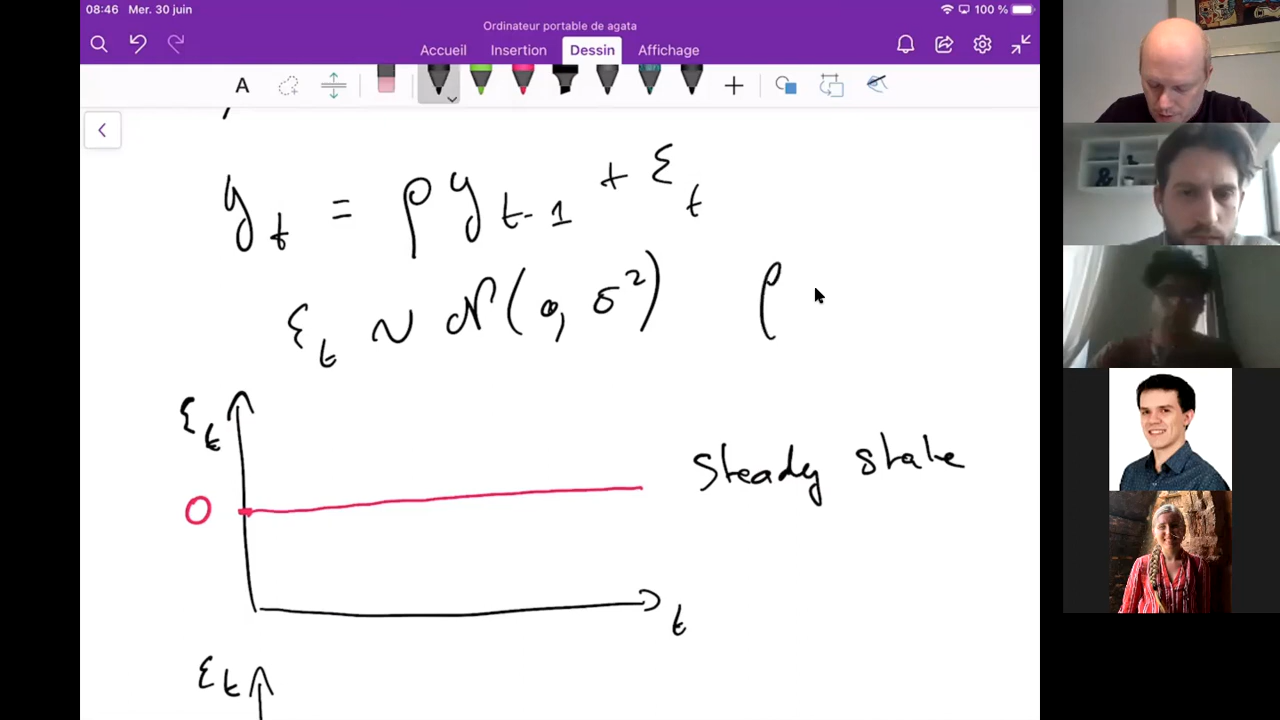 08:46 Mer. 30 juin
100 %
Ordinateur portable de agata
Accueil Insertion Dessin Affichage
A
y_t = ρ y_{t-1} + ε_t
ε_t ~ N(0, σ²) ρ
ε_t
Steady state
0
t
ε_t